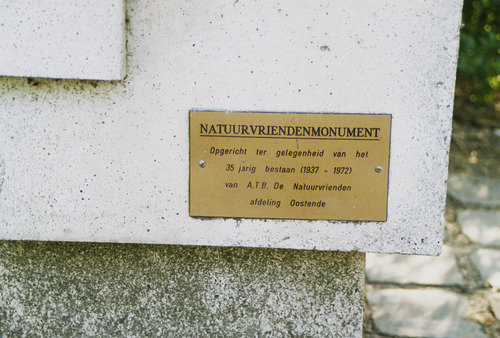 NATUURVRIENDENMONUMENT
Opgericht ter gelegenheid van het
35 jarig bestaan (1937 - 1972)
van A.T.B. De Natuurvrienden
afdeling Oostende